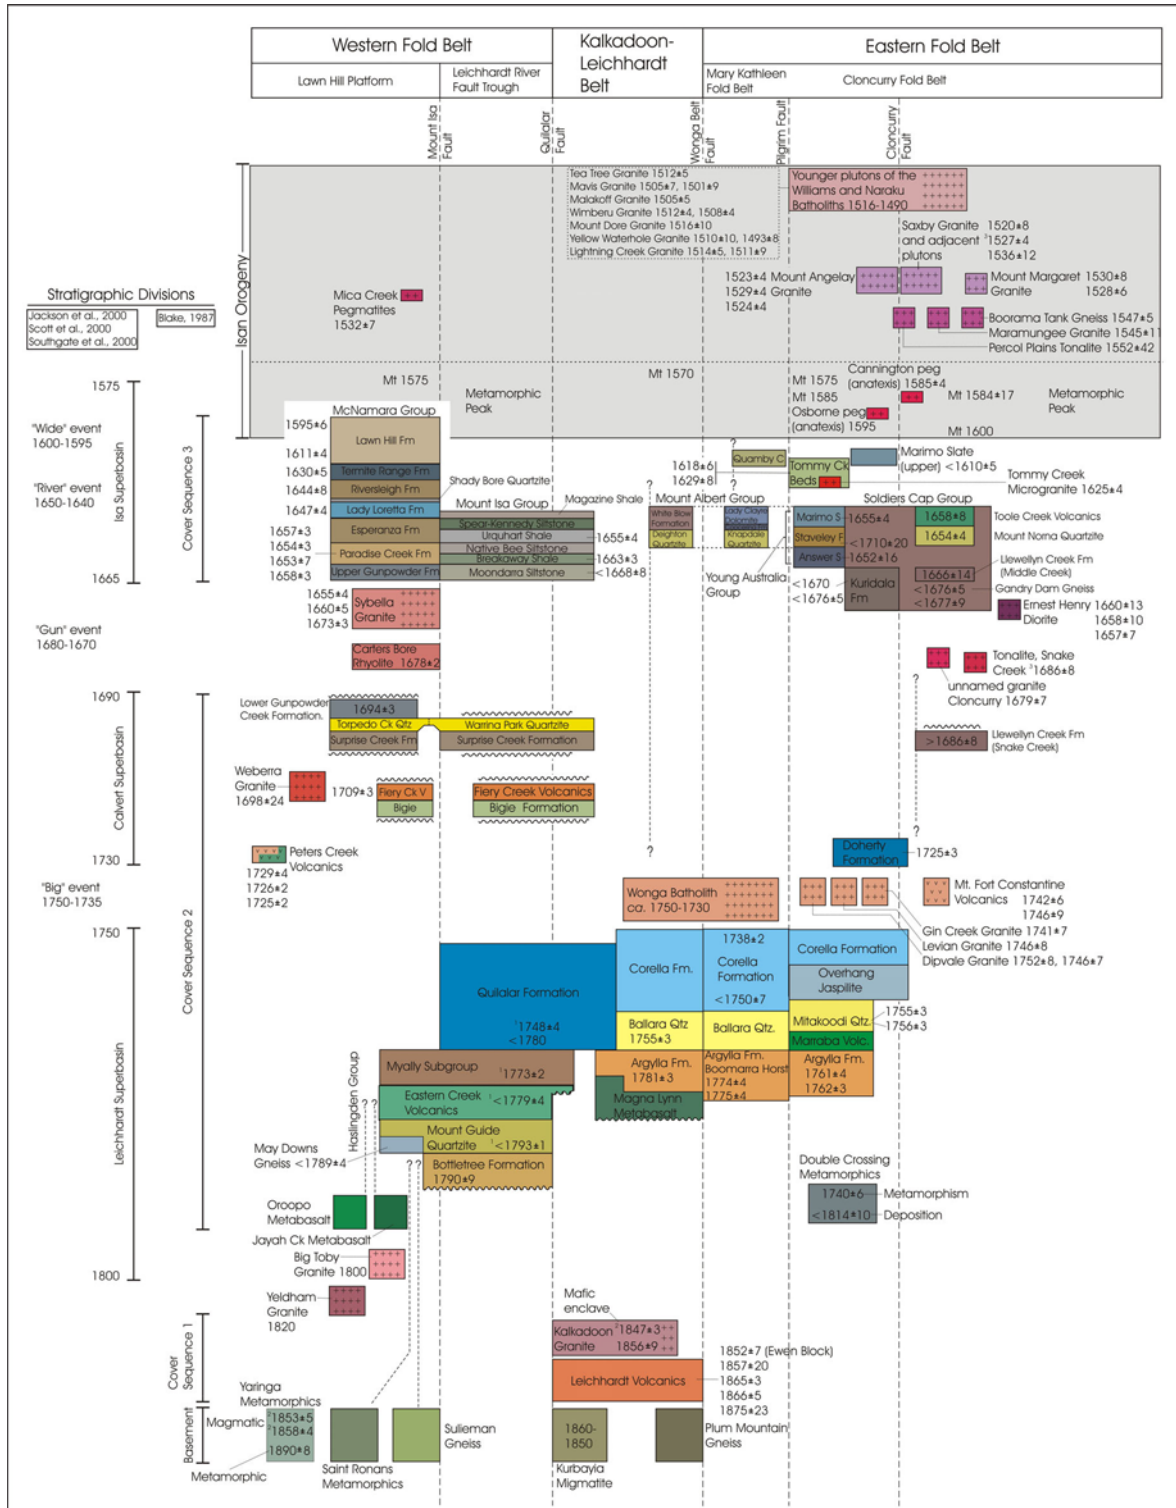 Western Fold Belt
Kalkadoon-
Leichhardt
Belt
Eastern Fold Belt
Lawn Hill Platform
Leichhardt River
Fault Trough
Mary Kathleen
Fold Belt
Cloncurry Fold Belt
Mount Isa
Fault
Quilalar
Fault
Wonga Belt
Fault
Pilgrim Fault
Cloncurry
Fault
Isan Orogeny
Tea Tree Granite 1512±5
Mavis Granite 1505±7, 1501±9
Malakoff Granite 1505±5
Wimberu Granite 1512±4, 1508±4
Mount Dore Granite 1516±10
Yellow Waterhole Granite 1510±10, 1493±8
Lightning Creek Granite 1514±5, 1511±9
Younger plutons of the
Williams and Naraku
Batholiths 1516-1490
Saxby Granite 1520±8
and adjacent ³1527±4
plutons 1536±12
1523±4 Mount Angelay
1529±4 Granite
1524±4
Mount Margaret 1530±8
Granite 1528±6
Mica Creek
Pegmatites
1532±7
Boorama Tank Gneiss 1547±5
Maramungee Granite 1545±11
Percol Plains Tonalite 1552±42
Stratigraphic Divisions
Jackson et al., 2000
Scott et al., 2000
Southgate et al., 2000
Blake, 1987
Mt 1575
Metamorphic
Peak
Mt 1570
Cannington peg
(anatexis) 1585±4
Mt 1575
Mt 1585
Osborne peg
(anatexis) 1595
Mt 1584±17
Metamorphic
Peak
Mt 1600
1575
"Wide" event
1600-1595
"River" event
1650-1640
Isa Superbasin
1665
Cover Sequence 3
McNamara Group
1595±6
Lawn Hill Fm
1611±4
1630±5
Termite Range Fm
1644±8
Riversleigh Fm
1647±4
Lady Loretta Fm
1657±3
Esperanza Fm
1654±3
1653±7
Paradise Creek Fm
1658±3
Upper Gunpowder Fm
Shady Bore Quartzite
Mount Isa Group
Magazine Shale
Spear-Kennedy Siltstone
Urquhart Shale
1655±4
Native Bee Siltstone
Breakaway Shale
1663±3
Moondarra Siltstone
<1668±8
?
Quamby C
1618±6
1629±8
Tommy Ck
Beds
Marimo Slate
(upper) <1610±5
Tommy Creek
Microgranite 1625±4
?
?
Mount Albert Group
White Blow
Formation
Deighton
Quartzite
Lady Clayre
Dolomite
Knapdale
Quartzite
Soldiers Cap Group
Marimo S
1655±4
Staveley F
<1710±20
Answer S
1652±16
Young Australia
Group
<1670
<1676±5
Kuridala
Fm
1658±8
1654±4
Toole Creek Volcanics
Mount Norna Quartzite
1666±14
Llewellyn Creek Fm
(Middle Creek)
<1676±5
<1677±9
Gandry Dam Gneiss
Ernest Henry 1660±13
Diorite 1658±10
1657±7
1655±4
1660±5
1673±3
Sybella
Granite
"Gun" event
1680-1670
Carters Bore
Rhyolite 1678±2
Tonalite, Snake
Creek ³1686±8
unnamed granite
Cloncurry 1679±7
1690
Calvert Superbasin
1730
Lower Gunpowder
Creek Formation.
1694±3
Torpedo Ck Qtz
Surprise Creek Fm
Warrina Park Quartzite
Surprise Creek Formation
?
>1686±8
Llewellyn Creek Fm
(Snake Creek)
Weberra
Granite
1698±24
1709±3
Fiery Ck V
Bigie
Fiery Creek Volcanics
Bigie Formation
?
Doherty
Formation
1725±3
?
Peters Creek
Volcanics
1729±4
1726±2
1725±2
"Big" event
1750-1735
Cover Sequence 2
Wonga Batholith
ca. 1750-1730
Mt. Fort Constantine
Volcanics 1742±6
1746±9
Gin Creek Granite 1741±7
Levian Granite 1746±8
Dipvale Granite 1752±8, 1746±7
1750
Leichhardt Superbasin
1800
Quilalar Formation
¹1748±4
<1780
Corella Fm.
1738±2
Corella
Formation
<1750±7
Corella Formation
Overhang
Jaspilite
Ballara Qtz
1755±3
Ballara Qtz.
Mitakoodi Qtz.
1755±3
1756±3
Marraba Volc.
Haslingden Group
Myally Subgroup
¹1773±2
Argylla Fm.
1781±3
Argylla Fm.
Boomarra Horst
1774±4
1775±4
Argylla Fm.
1761±4
1762±3
Magna Lynn
Metabasalt
Eastern Creek
Volcanics
¹<1779±4
Mount Guide
Quartzite ¹<1793±1
May Downs
Gneiss <1789±4
Bottletree Formation
1790±9
? ?
? ?
Double Crossing
Metamorphics
1740±6
Metamorphism
<1814±10
Deposition
Oroopo
Metabasalt
Jayah Ck Metabasalt
Big Toby
Granite 1800
Yeldham
Granite
1820
Cover
Sequence 1
Mafic
enclave
Kalkadoon ²1847±3
Granite 1856±9
1852±7 (Ewen Block)
1857±20
1865±3
1866±5
1875±23
Leichhardt Volcanics
Basement
Yaringa
Metamorphics
Magmatic
²1853±5
²1858±4
1890±8
Metamorphic
Saint Ronans
Metamorphics
Sulieman
Gneiss
1860-
1850
Kurbayia
Migmatite
Plum Mountain
Gneiss